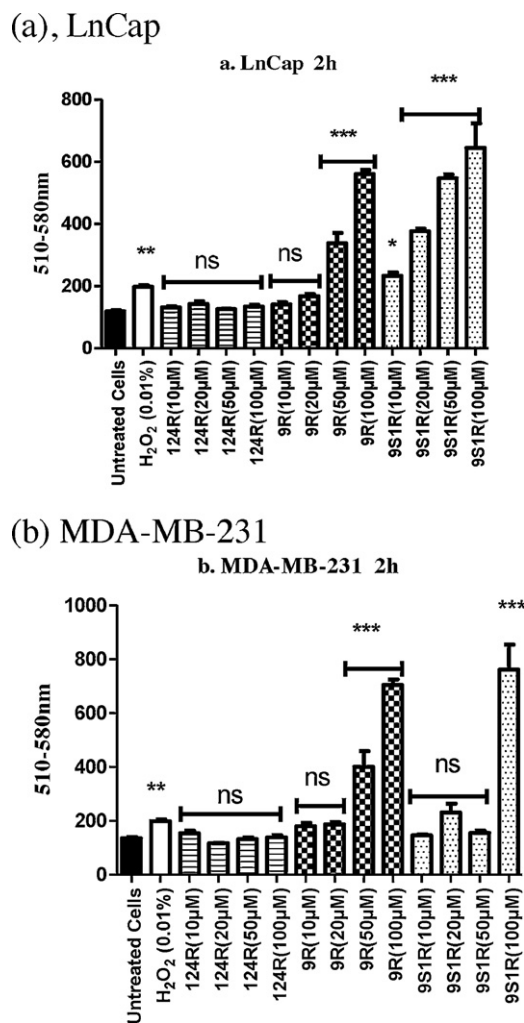 (a), LnCap
a. LnCap 2h
***
***
800
600
400
200
0
510-580nm
**
ns
ns
*
Untreated Cells
H₂O₂ (0.01%)
124R(10µM)
124R(20µM)
124R(50µM)
124R(100µM)
9R(10µM)
9R(20µM)
9R(50µM)
9R(100µM)
9S1R(10µM)
9S1R(20µM)
9S1R(50µM)
9S1R(100µM)
(b) MDA-MB-231
b. MDA-MB-231 2h
1000
800
600
400
200
0
510-580nm
**
ns
ns
***
ns
***
Untreated Cells
H₂O₂ (0.01%)
124R(10µM)
124R(20µM)
124R(50µM)
124R(100µM)
9R(10µM)
9R(20µM)
9R(50µM)
9R(100µM)
9S1R(10µM)
9S1R(20µM)
9S1R(50µM)
9S1R(100µM)